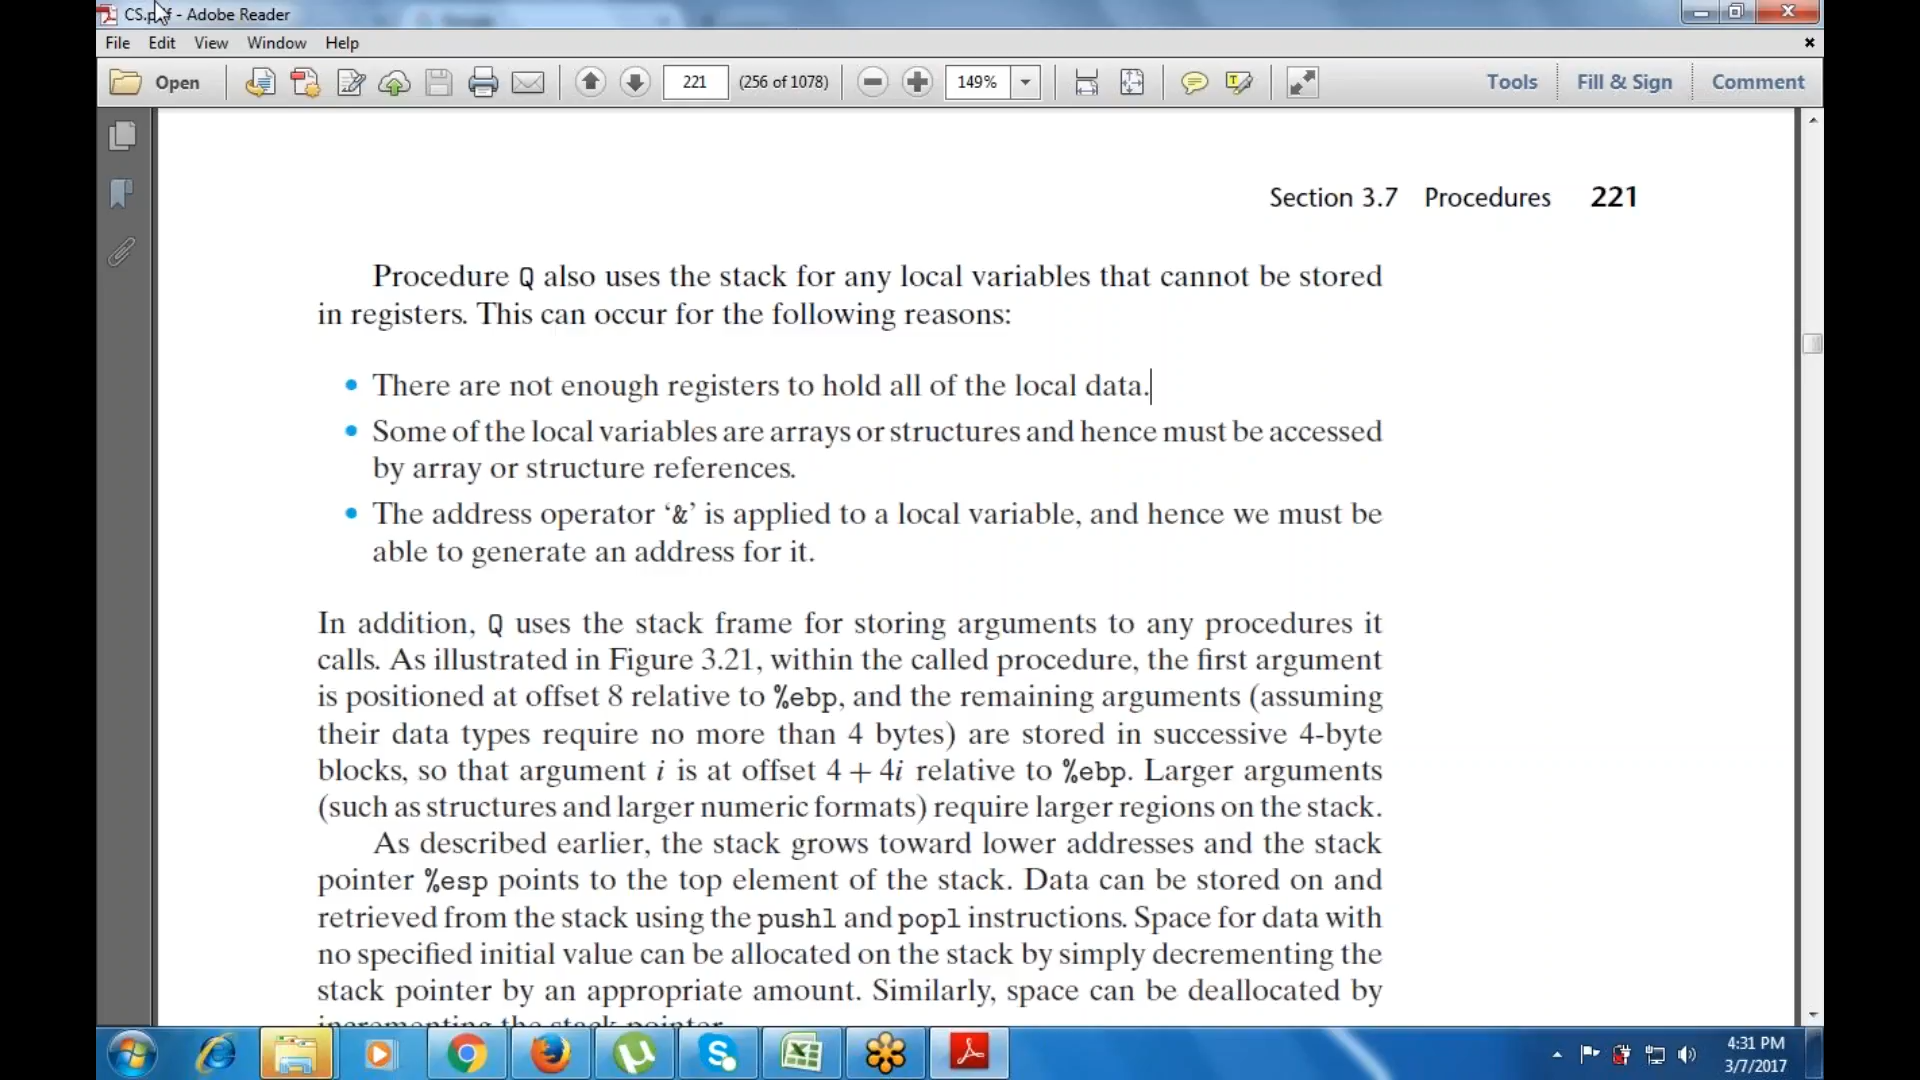 CS.pdf - Adobe Reader
File Edit View Window Help
Open 221 (256 of 1078) 149% Tools Fill & Sign Comment
Section 3.7 Procedures 221
Procedure Q also uses the stack for any local variables that cannot be stored
in registers. This can occur for the following reasons:
• There are not enough registers to hold all of the local data.
• Some of the local variables are arrays or structures and hence must be accessed
by array or structure references.
• The address operator ‘&’ is applied to a local variable, and hence we must be
able to generate an address for it.
In addition, Q uses the stack frame for storing arguments to any procedures it
calls. As illustrated in Figure 3.21, within the called procedure, the first argument
is positioned at offset 8 relative to %ebp, and the remaining arguments (assuming
their data types require no more than 4 bytes) are stored in successive 4-byte
blocks, so that argument i is at offset 4 + 4i relative to %ebp. Larger arguments
(such as structures and larger numeric formats) require larger regions on the stack.
As described earlier, the stack grows toward lower addresses and the stack
pointer %esp points to the top element of the stack. Data can be stored on and
retrieved from the stack using the pushl and popl instructions. Space for data with
no specified initial value can be allocated on the stack by simply decrementing the
stack pointer by an appropriate amount. Similarly, space can be deallocated by
incrementing the stack pointer.
4:31 PM
3/7/2017